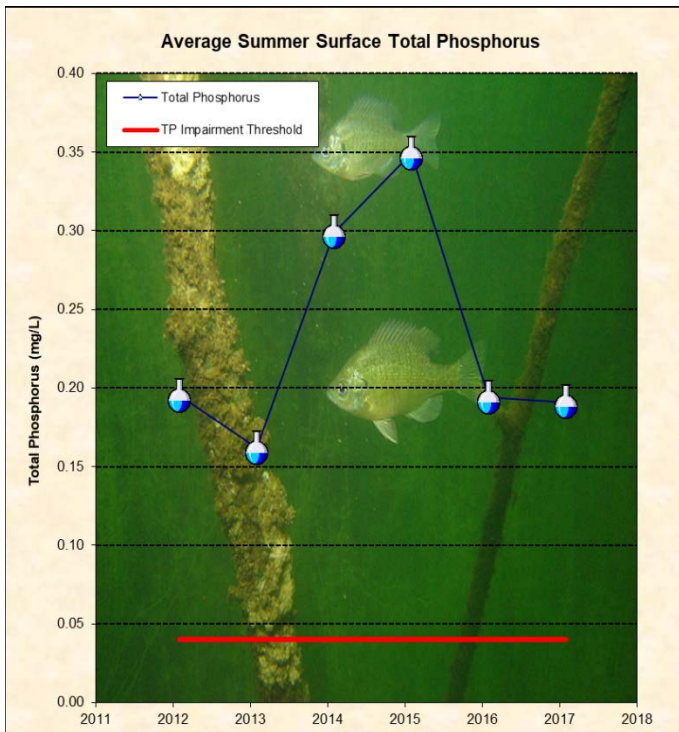 Average Summer Surface Total Phosphorus
0.40
Total Phosphorus
TP Impairment Threshold
0.35
0.30
0.25
0.20
0.15
0.10
0.05
0.00
Total Phosphorus (mg/L)
2011 2012 2013 2014 2015 2016 2017 2018